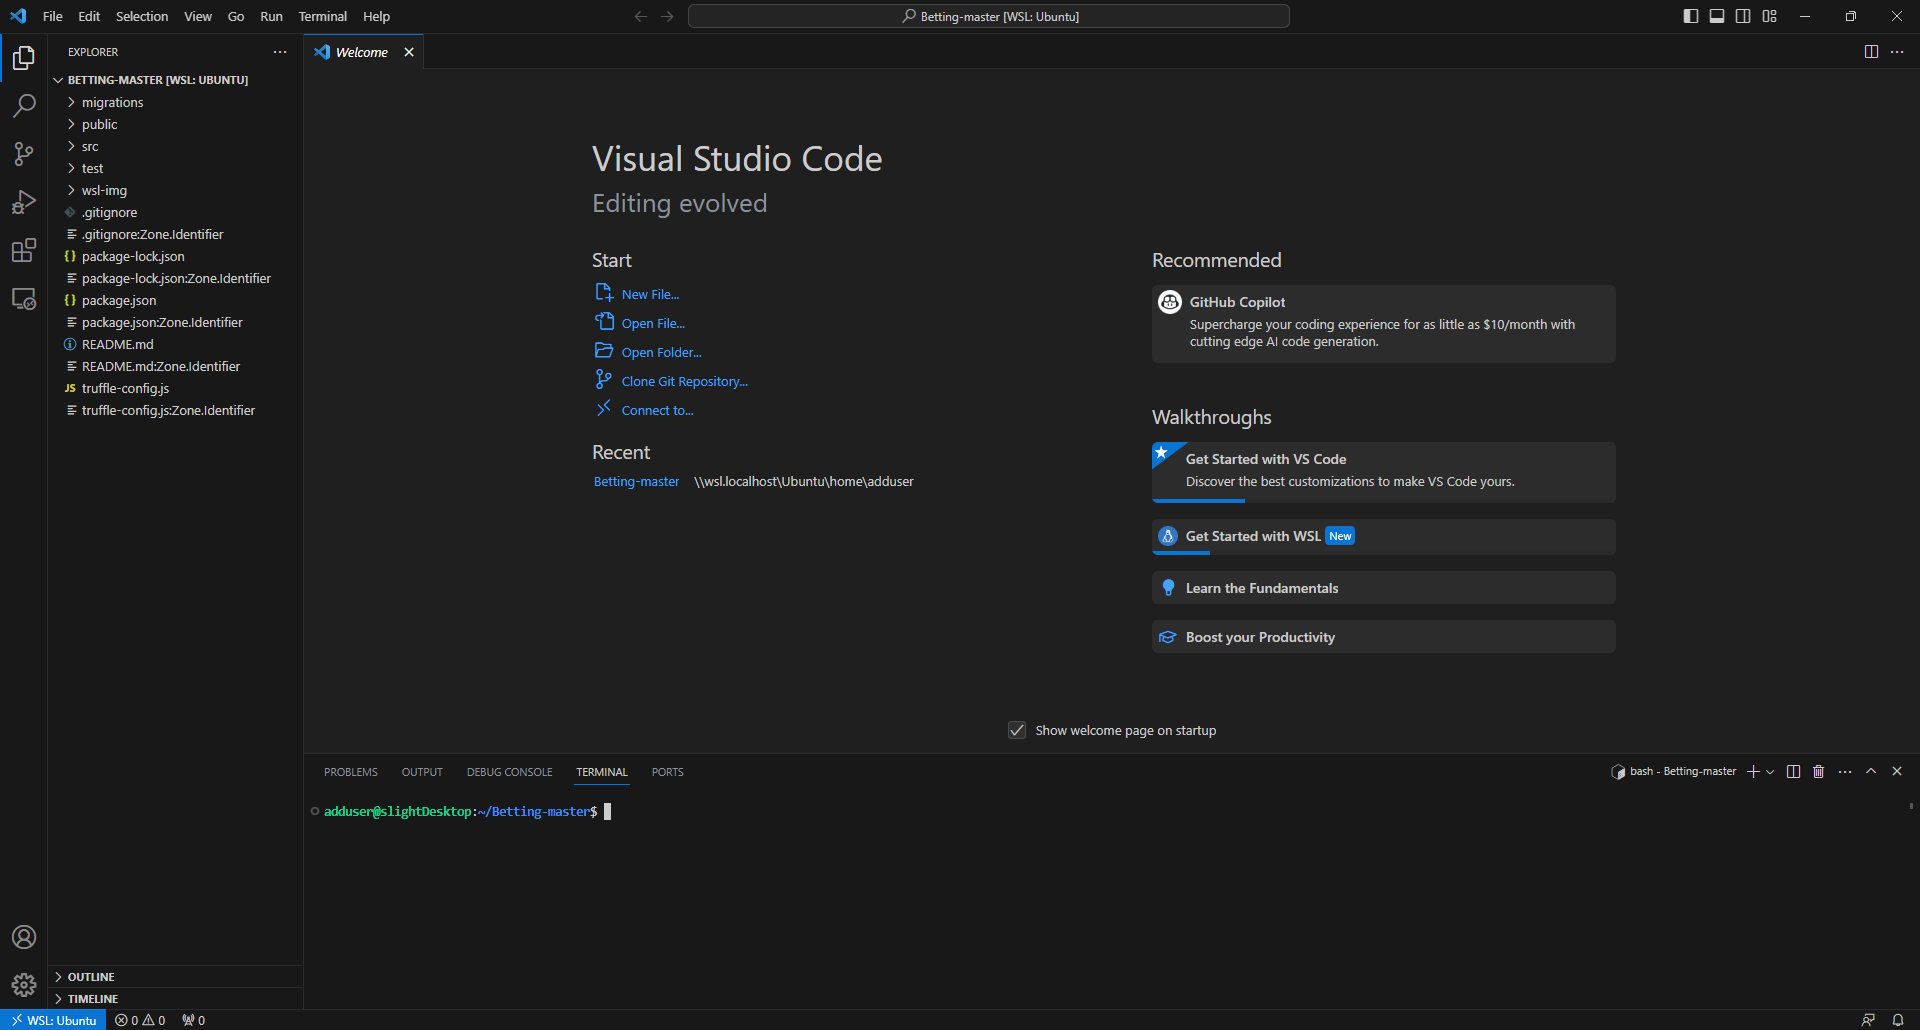 File Edit Selection View Go Run Terminal Help
Betting-master [WSL: Ubuntu]
EXPLORER
BETTING-MASTER [WSL: UBUNTU]
migrations
public
src
test
wsl-img
.gitignore
.gitignore:Zone.Identifier
package-lock.json
package-lock.json:Zone.Identifier
package.json
package.json:Zone.Identifier
README.md
README.md:Zone.Identifier
JS truffle-config.js
truffle-config.js:Zone.Identifier
OUTLINE
TIMELINE
Welcome
Visual Studio Code
Editing evolved
Start
New File...
Open File...
Open Folder...
Clone Git Repository...
Connect to...
Recent
Betting-master \\wsl.localhost\Ubuntu\home\adduser
Recommended
GitHub Copilot
Supercharge your coding experience for as little as $10/month with
cutting edge AI code generation.
Walkthroughs
Get Started with VS Code
Discover the best customizations to make VS Code yours.
Get Started with WSL New
Learn the Fundamentals
Boost your Productivity
Show welcome page on startup
PROBLEMS OUTPUT DEBUG CONSOLE TERMINAL PORTS
bash - Betting-master
adduser@slightDesktop:~/Betting-master$
WSL: Ubuntu 0 0 0